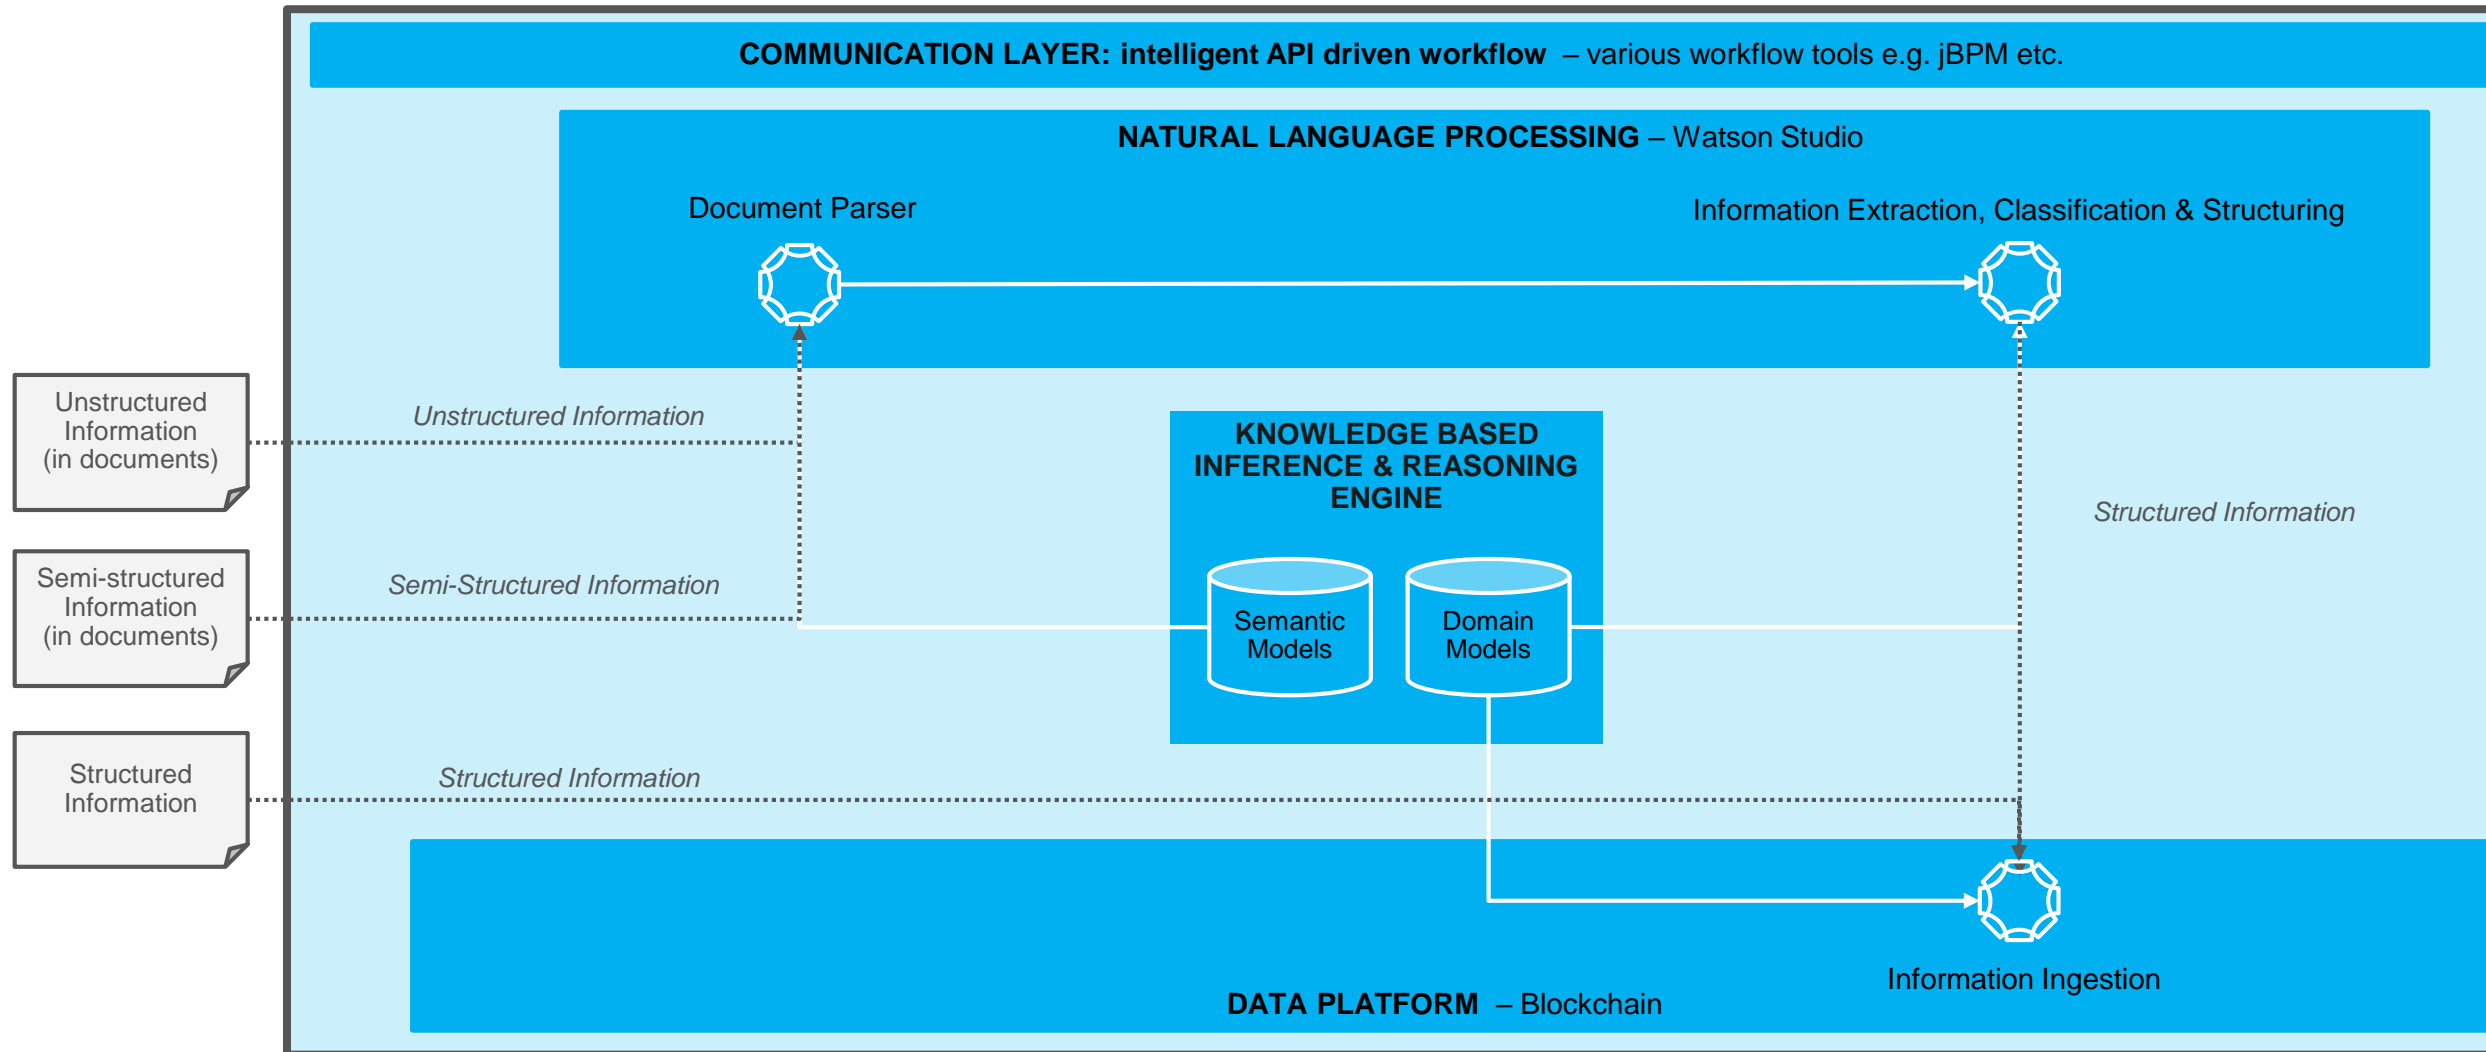 COMMUNICATION LAYER: intelligent API driven workflow – various workflow tools e.g. jBPM etc.
NATURAL LANGUAGE PROCESSING – Watson Studio
Document Parser
Information Extraction, Classification & Structuring
Unstructured
Information
(in documents)
Unstructured Information
KNOWLEDGE BASED
INFERENCE & REASONING
ENGINE
Structured Information
Semi-structured
Information
(in documents)
Semi-Structured Information
Semantic
Models
Domain
Models
Structured
Information
Structured Information
Information Ingestion
DATA PLATFORM – Blockchain